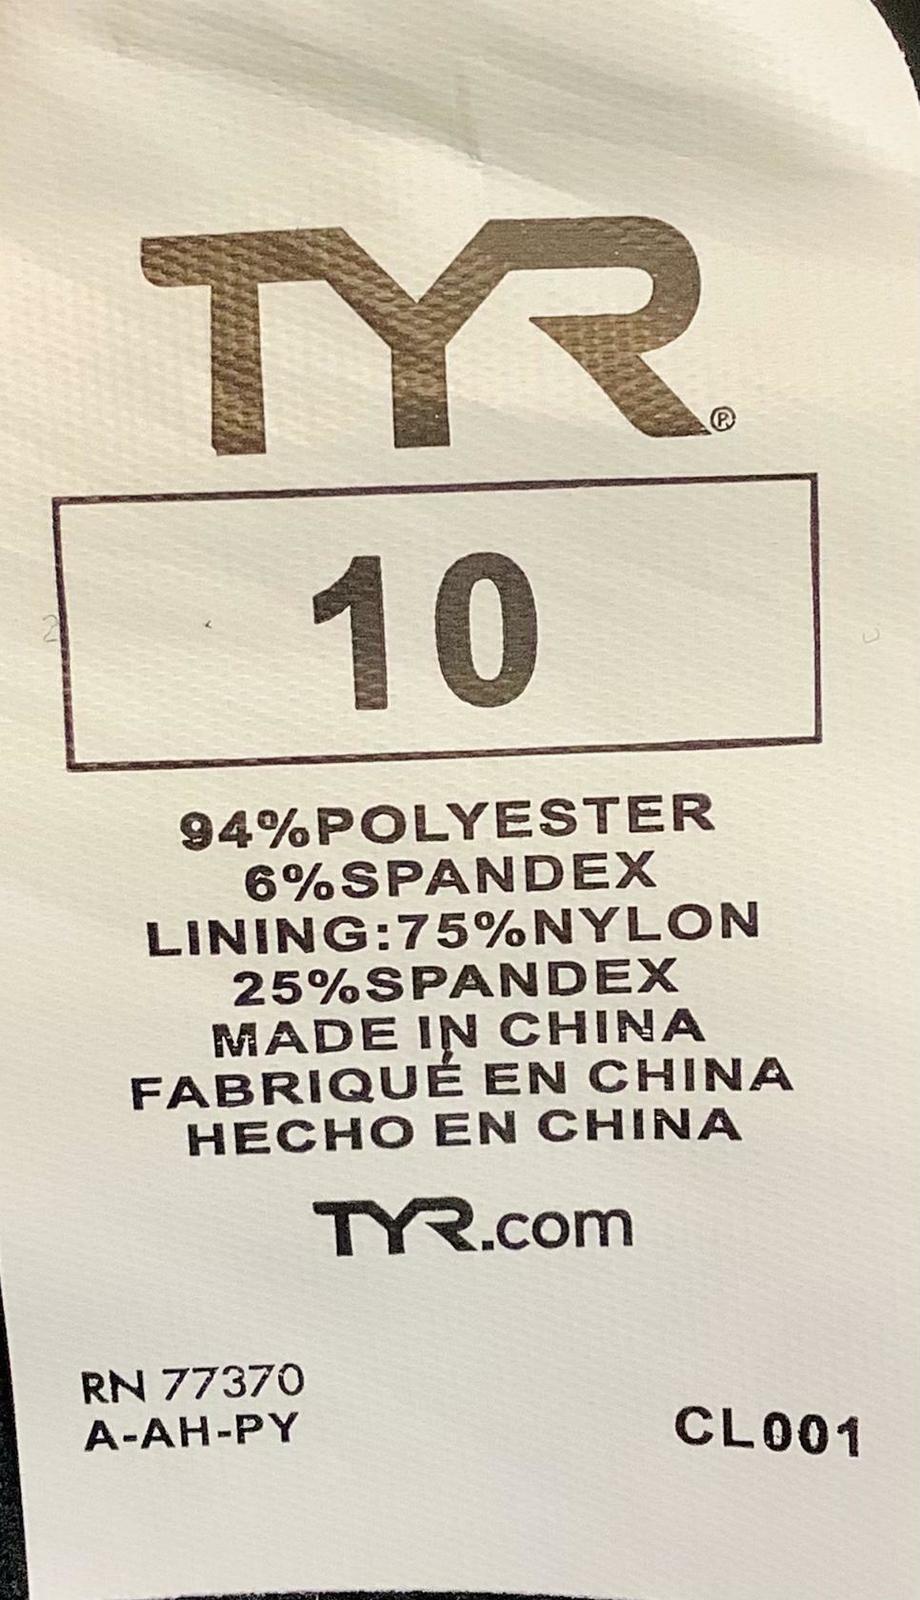 TYR®
10
94%POLYESTER
6%SPANDEX
LINING:75%NYLON
25%SPANDEX
MADE IN CHINA
FABRIQUÉ EN CHINA
HECHO EN CHINA
TYR.com
RN 77370
A-AH-PY
CL001